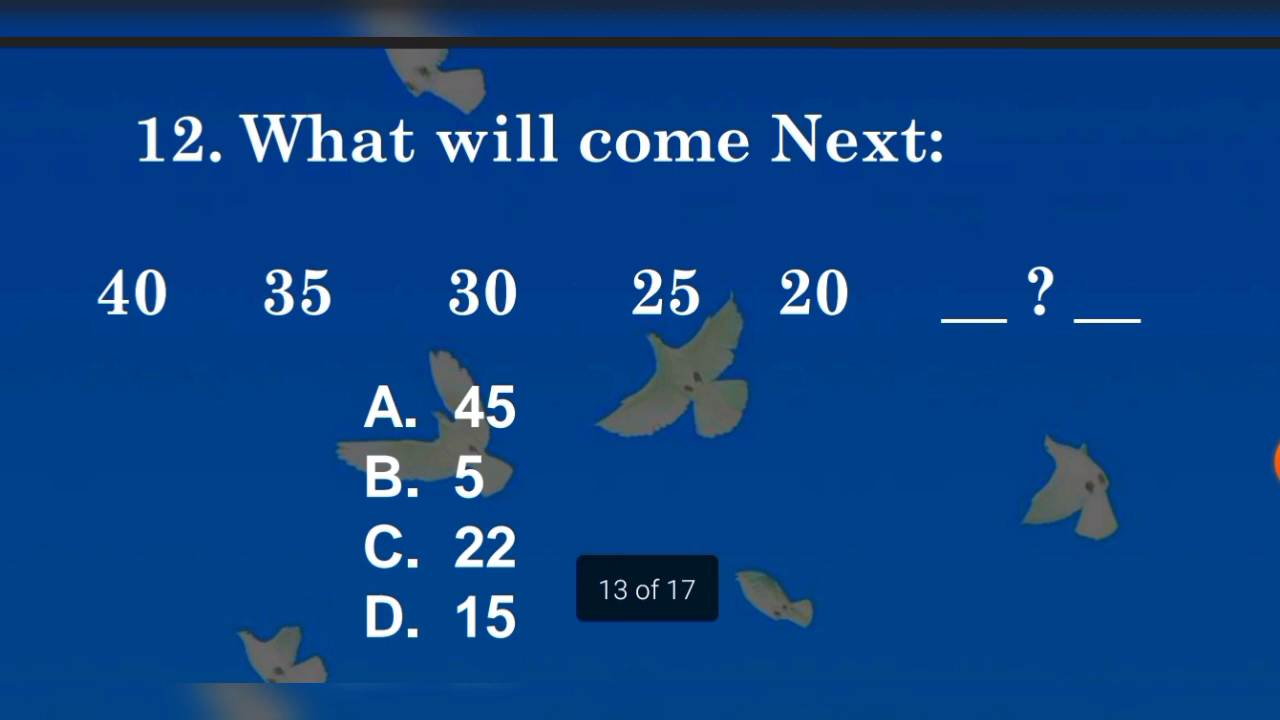 12. What will come Next:
40 35 30 25 20 __ ? __
A. 45
B. 5
C. 22
D. 15
13 of 17